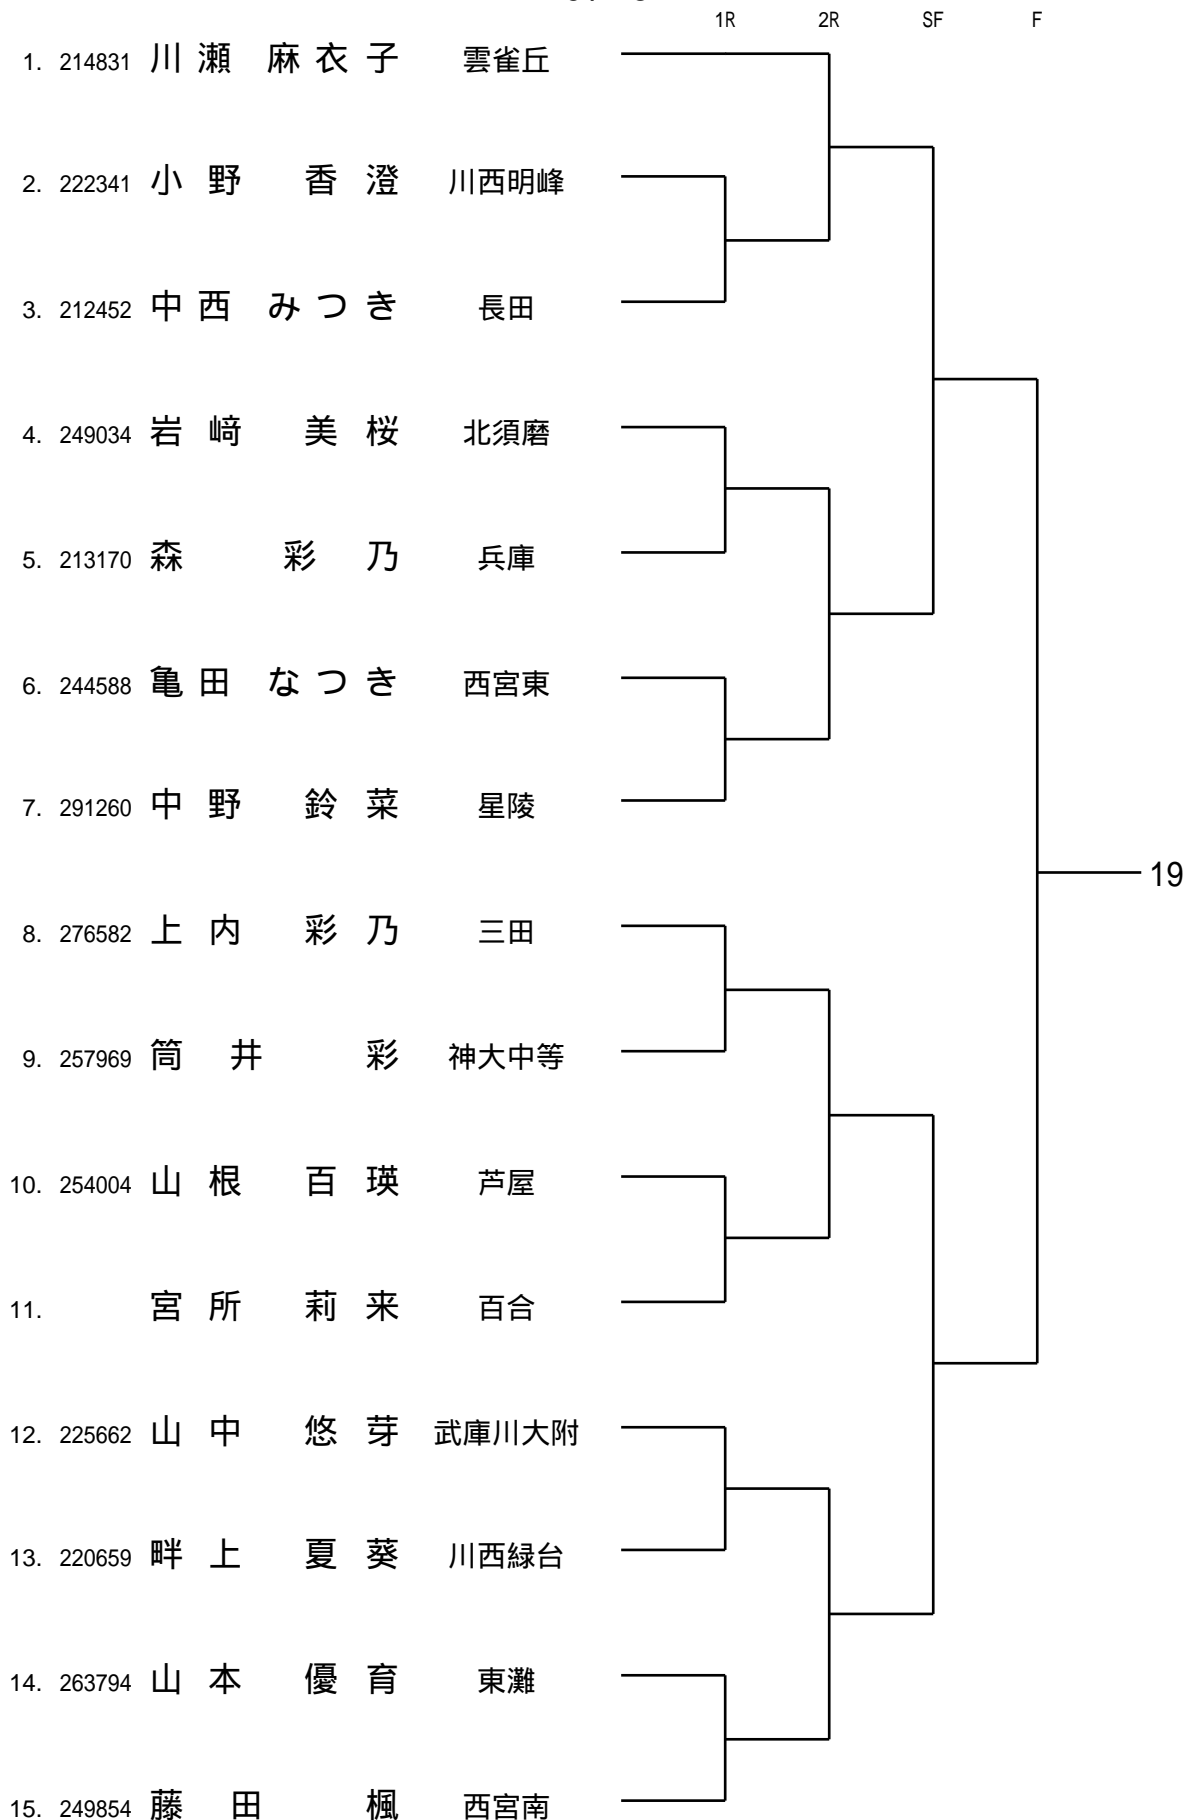 1R 2R SF F
1. 214831 川瀬 麻衣子 雲雀丘
2. 222341 小野 香澄 川西明峰
3. 212452 中西 みつき 長田
4. 249034 岩﨑 美桜 北須磨
5. 213170 森 彩乃 兵庫
6. 244588 亀田 なつき 西宮東
7. 291260 中野 鈴菜 星陵
19
8. 276582 上内 彩乃 三田
9. 257969 筒井 彩 神大中等
10. 254004 山根 百瑛 芦屋
11. 宮所 莉来 百合
12. 225662 山中 悠芽 武庫川大附
13. 220659 畔上 夏葵 川西緑台
14. 263794 山本 優育 東灘
15. 249854 藤田 楓 西宮南